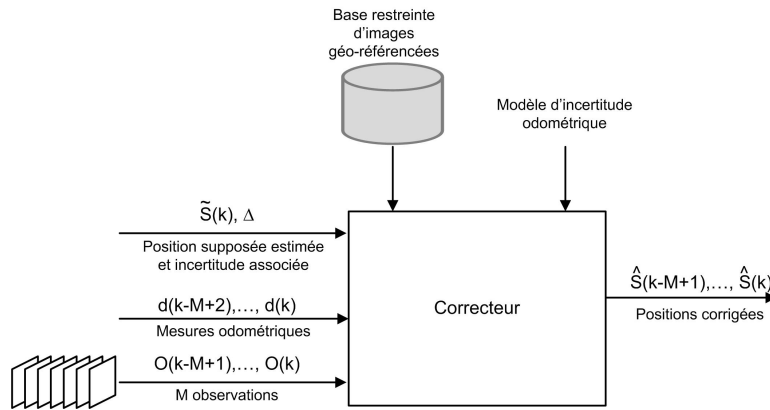 Base restreinte
d'images
géo-référencées
Modèle d'incertitude
odométrique
S̃(k), Δ
Position supposée estimée
et incertitude associée
d(k-M+2),..., d(k)
Mesures odométriques
O(k-M+1),..., O(k)
M observations
Correcteur
Ŝ(k-M+1),..., Ŝ(k)
Positions corrigées